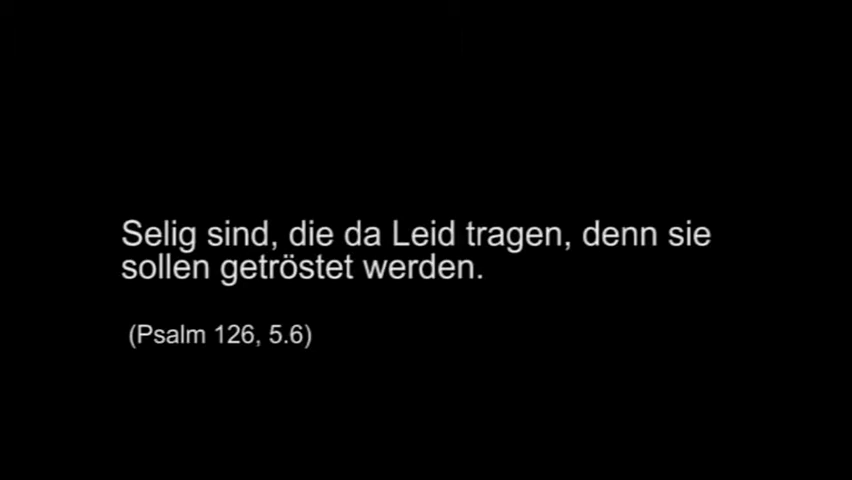 Selig sind, die da Leid tragen, denn sie
sollen getröstet werden.
(Psalm 126, 5.6)